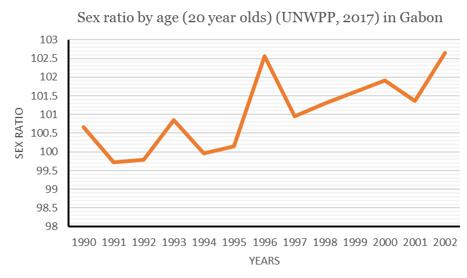 Sex ratio by age (20 year olds) (UNWPP, 2017) in Gabon
103
102.5
102
101.5
101
100.5
100
99.5
99
98.5
98
SEX RATIO
1990 1991 1992 1993 1994 1995 1996 1997 1998 1999 2000 2001 2002
YEARS